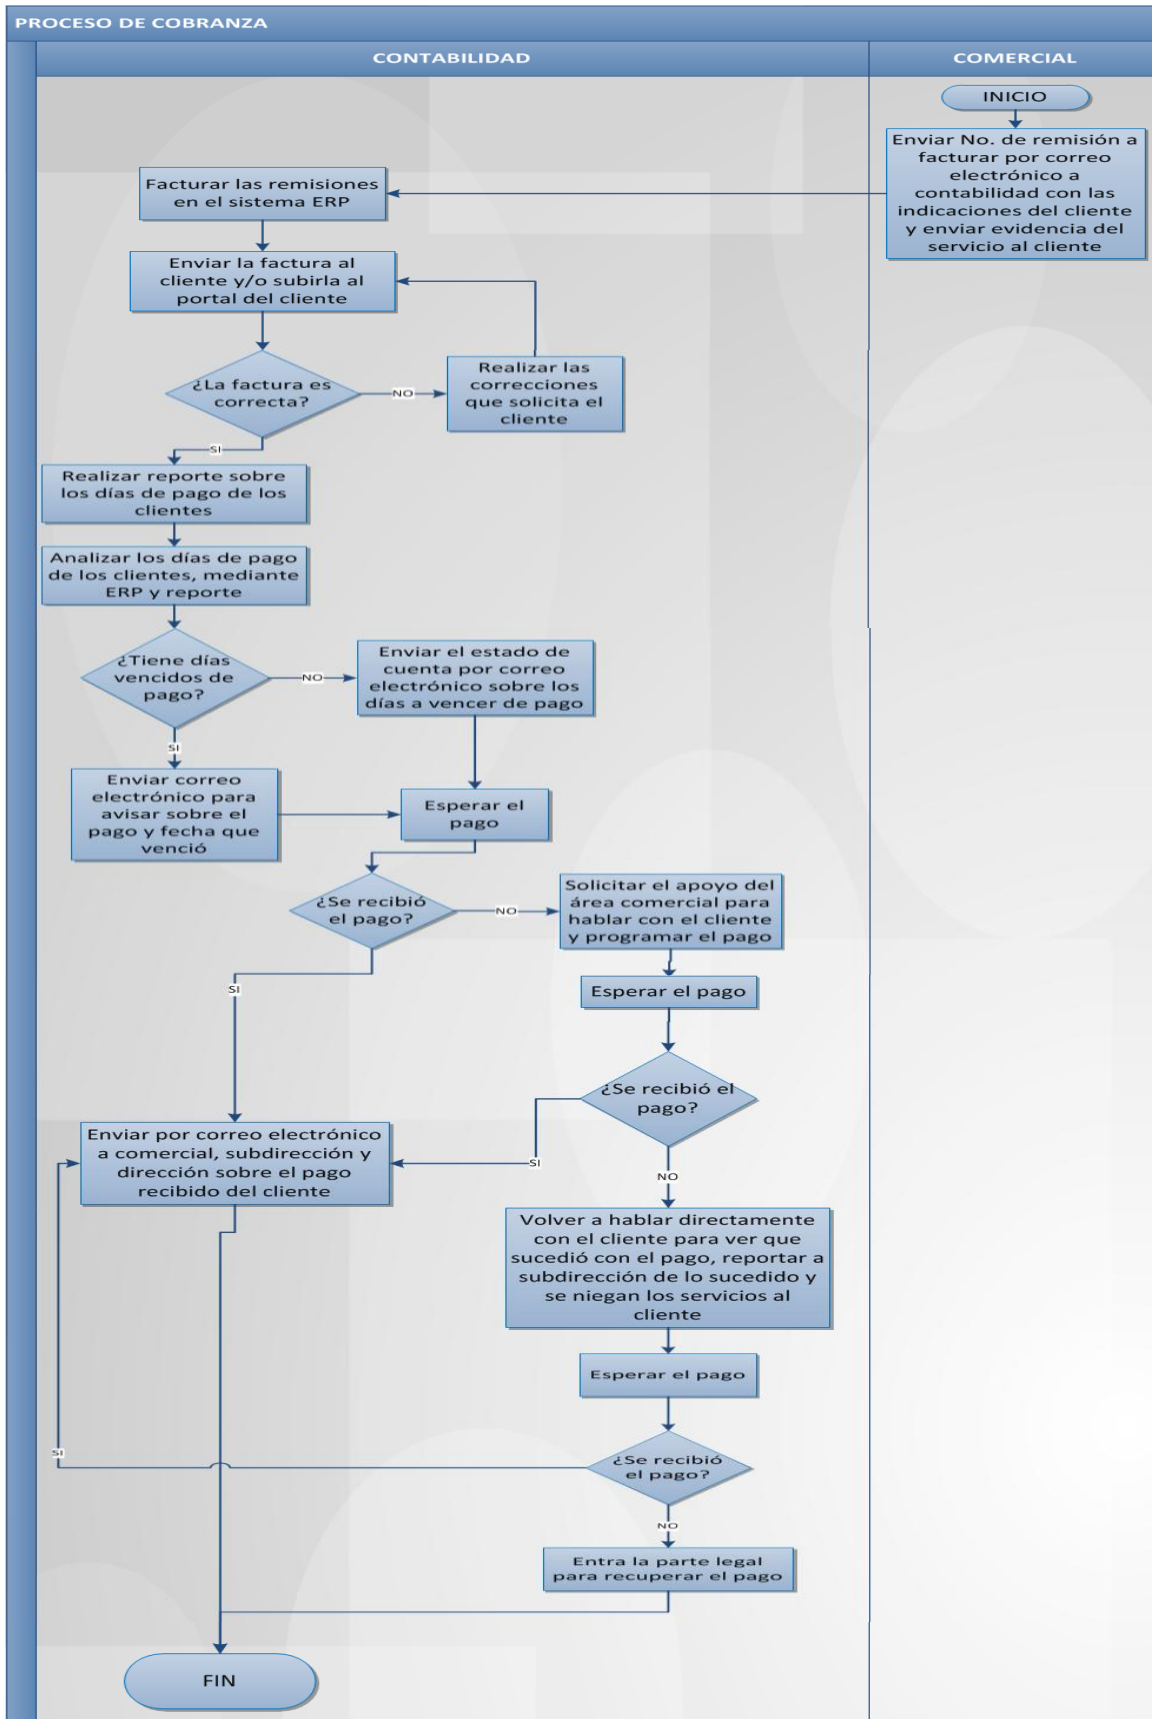 PROCESO DE COBRANZA
CONTABILIDAD
COMERCIAL
INICIO
Enviar No. de remisión a
facturar por correo
electrónico a
contabilidad con las
indicaciones del cliente
y enviar evidencia del
servicio al cliente
Facturar las remisiones
en el sistema ERP
Enviar la factura al
cliente y/o subirla al
portal del cliente
¿La factura es
correcta?
NO
Realizar las
correcciones
que solicita el
cliente
SI
Realizar reporte sobre
los días de pago de los
clientes
Analizar los días de pago
de los clientes, mediante
ERP y reporte
¿Tiene días
vencidos de
pago?
NO
Enviar el estado de
cuenta por correo
electrónico sobre los
días a vencer de pago
SI
Enviar correo
electrónico para
avisar sobre el
pago y fecha que
venció
Esperar el
pago
¿Se recibió
el pago?
NO
Solicitar el apoyo del
área comercial para
hablar con el cliente
y programar el pago
SI
Esperar el pago
¿Se recibió el
pago?
SI
Enviar por correo electrónico
a comercial, subdirección y
dirección sobre el pago
recibido del cliente
NO
Volver a hablar directamente
con el cliente para ver que
sucedió con el pago, reportar a
subdirección de lo sucedido y
se niegan los servicios al
cliente
Esperar el pago
¿Se recibió
el pago?
SI
NO
Entra la parte legal
para recuperar el pago
FIN